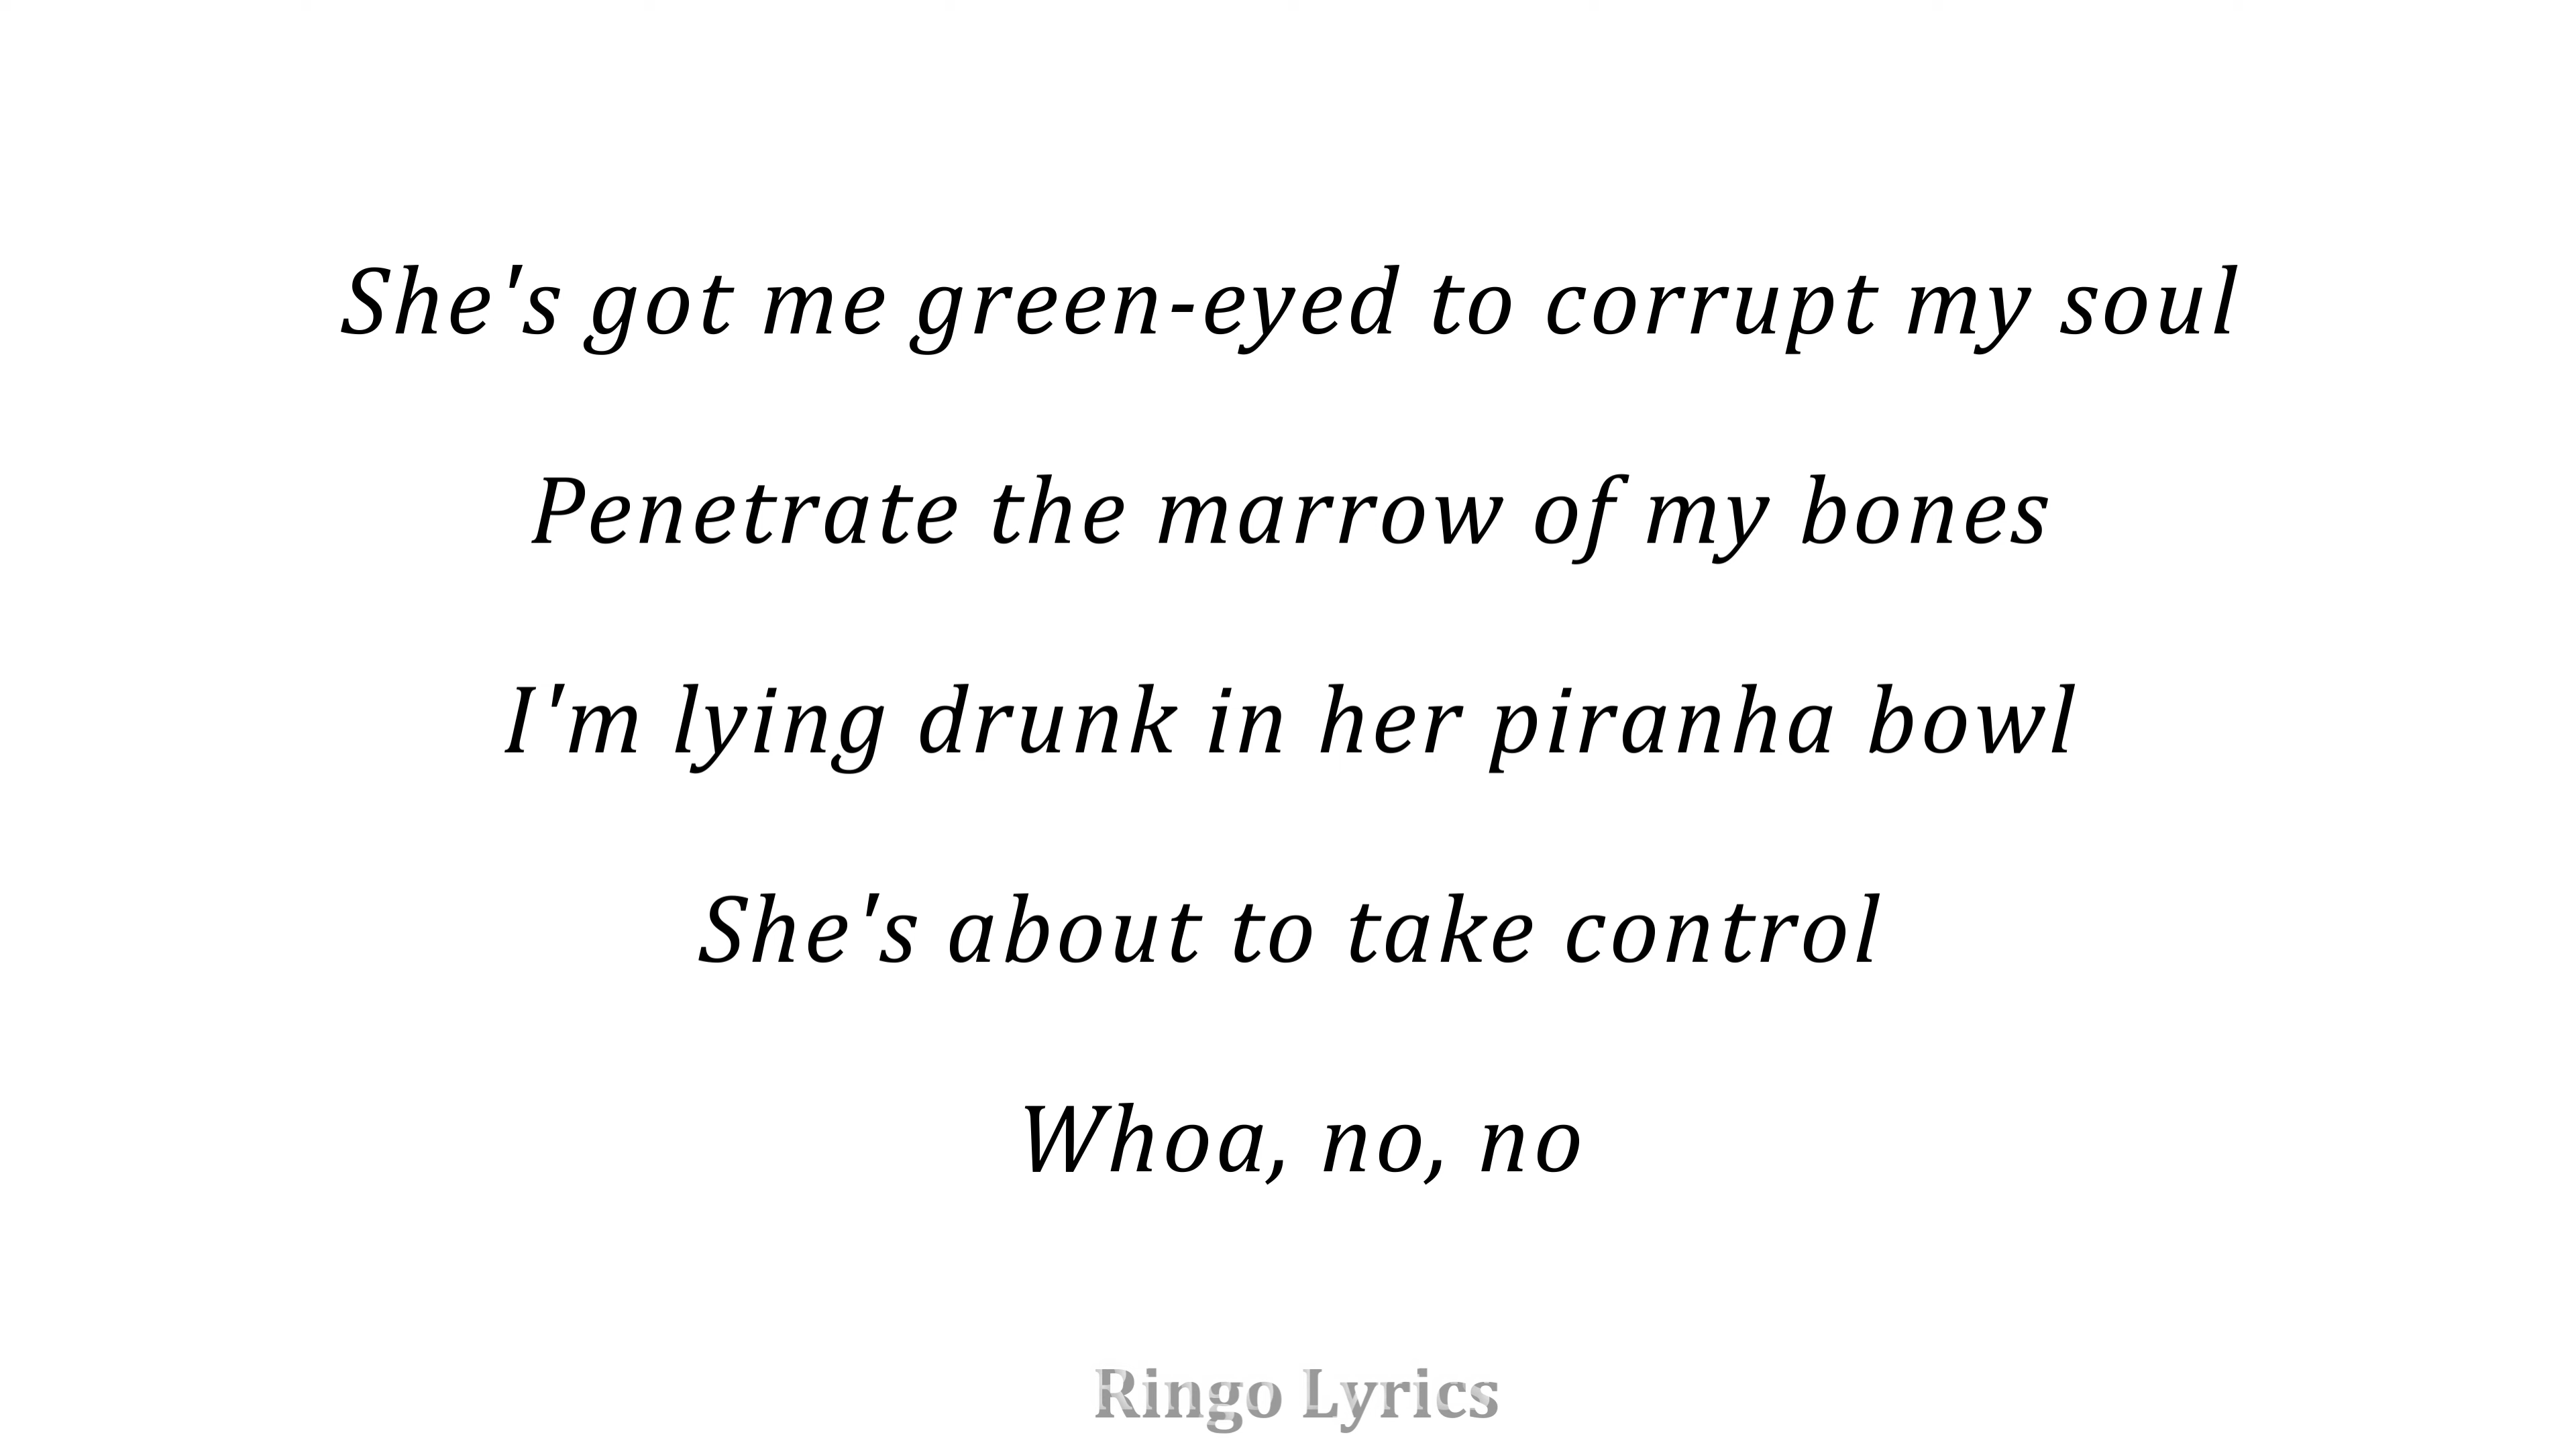 She's got me green-eyed to corrupt my soul
Penetrate the marrow of my bones
I'm lying drunk in her piranha bowl
She's about to take control
Whoa, no, no
Ringo Lyrics